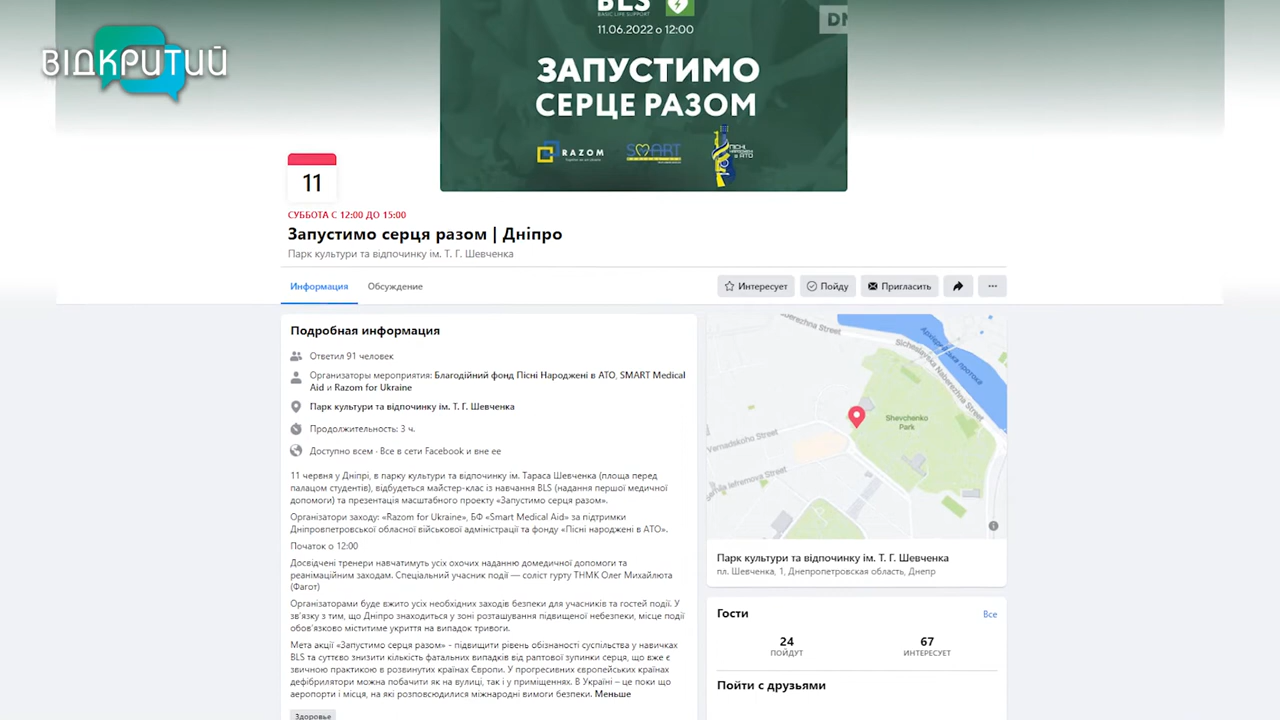 BLS
BASIC LIFE SUPPORT
11.06.2022 о 12:00
DN
ВІДКРИТИЙ
ЗАПУСТИМО
СЕРЦЕ РАЗОМ
RAZOM
SMART
ПІСНІ
НАРОДЖЕНІ
В АТО
11
СУББОТА С 12:00 ДО 15:00
Запустимо серця разом | Дніпро
Парк культури та відпочинку ім. Т. Г. Шевченка
Информация
Обсуждение
Интересует
Пойду
Пригласить
Подробная информация
Ответил 91 человек
Организаторы мероприятия: Благодійний фонд Пісні Народжені в АТО, SMART Medical
Aid и Razom for Ukraine
Парк культури та відпочинку ім. Т. Г. Шевченка
Продолжительность: 3 ч.
Доступно всем · Все в сети Facebook и вне ее
11 червня у Дніпрі, в парку культури та відпочинку ім. Тараса Шевченка (площа перед
палацом студентів), відбудеться майстер-клас із навчання BLS (надання першої медичної
допомоги) та презентація масштабного проекту «Запустимо серця разом».
Організатори заходу: «Razom for Ukraine», БФ «Smart Medical Aid» за підтримки
Дніпропетровської обласної військової адміністрації та фонду «Пісні народжені в АТО».
Початок о 12:00
Досвідчені тренери навчатимуть усіх охочих наданню домедичної допомоги та
реанімаційним заходам. Спеціальний учасник події — соліст гурту ТНМК Олег Михайлюта
(Фагот)
Організаторами буде вжито усіх необхідних заходів безпеки для учасників та гостей події. У
зв'язку з тим, що Дніпро знаходиться у зоні розташування підвищеної небезпеки, місце події
обов'язково міститиме укриття на випадок тривоги.
Мета акції «Запустимо серця разом» - підвищити рівень обізнаності суспільства у навичках
BLS та суттєво знизити кількість фатальних випадків від раптової зупинки серця, що вже є
звичною практикою в розвинутих країнах Європи. У прогресивних європейських країнах
дефібрилятори можна побачити як на вулиці, так і у приміщеннях. В Україні – це поки що
аеропорти і місця, на які розповсюдилися міжнародні вимоги безпеки. Меньше
Здоровье
Sicheslavska Naberezhna Street
Shevchenko
Park
Парк культури та відпочинку ім. Т. Г. Шевченка
пл. Шевченка, 1, Днепропетровская область, Днепр
Гости
Все
24
ПОЙДУТ
67
ИНТЕРЕСУЕТ
Пойти с друзьями